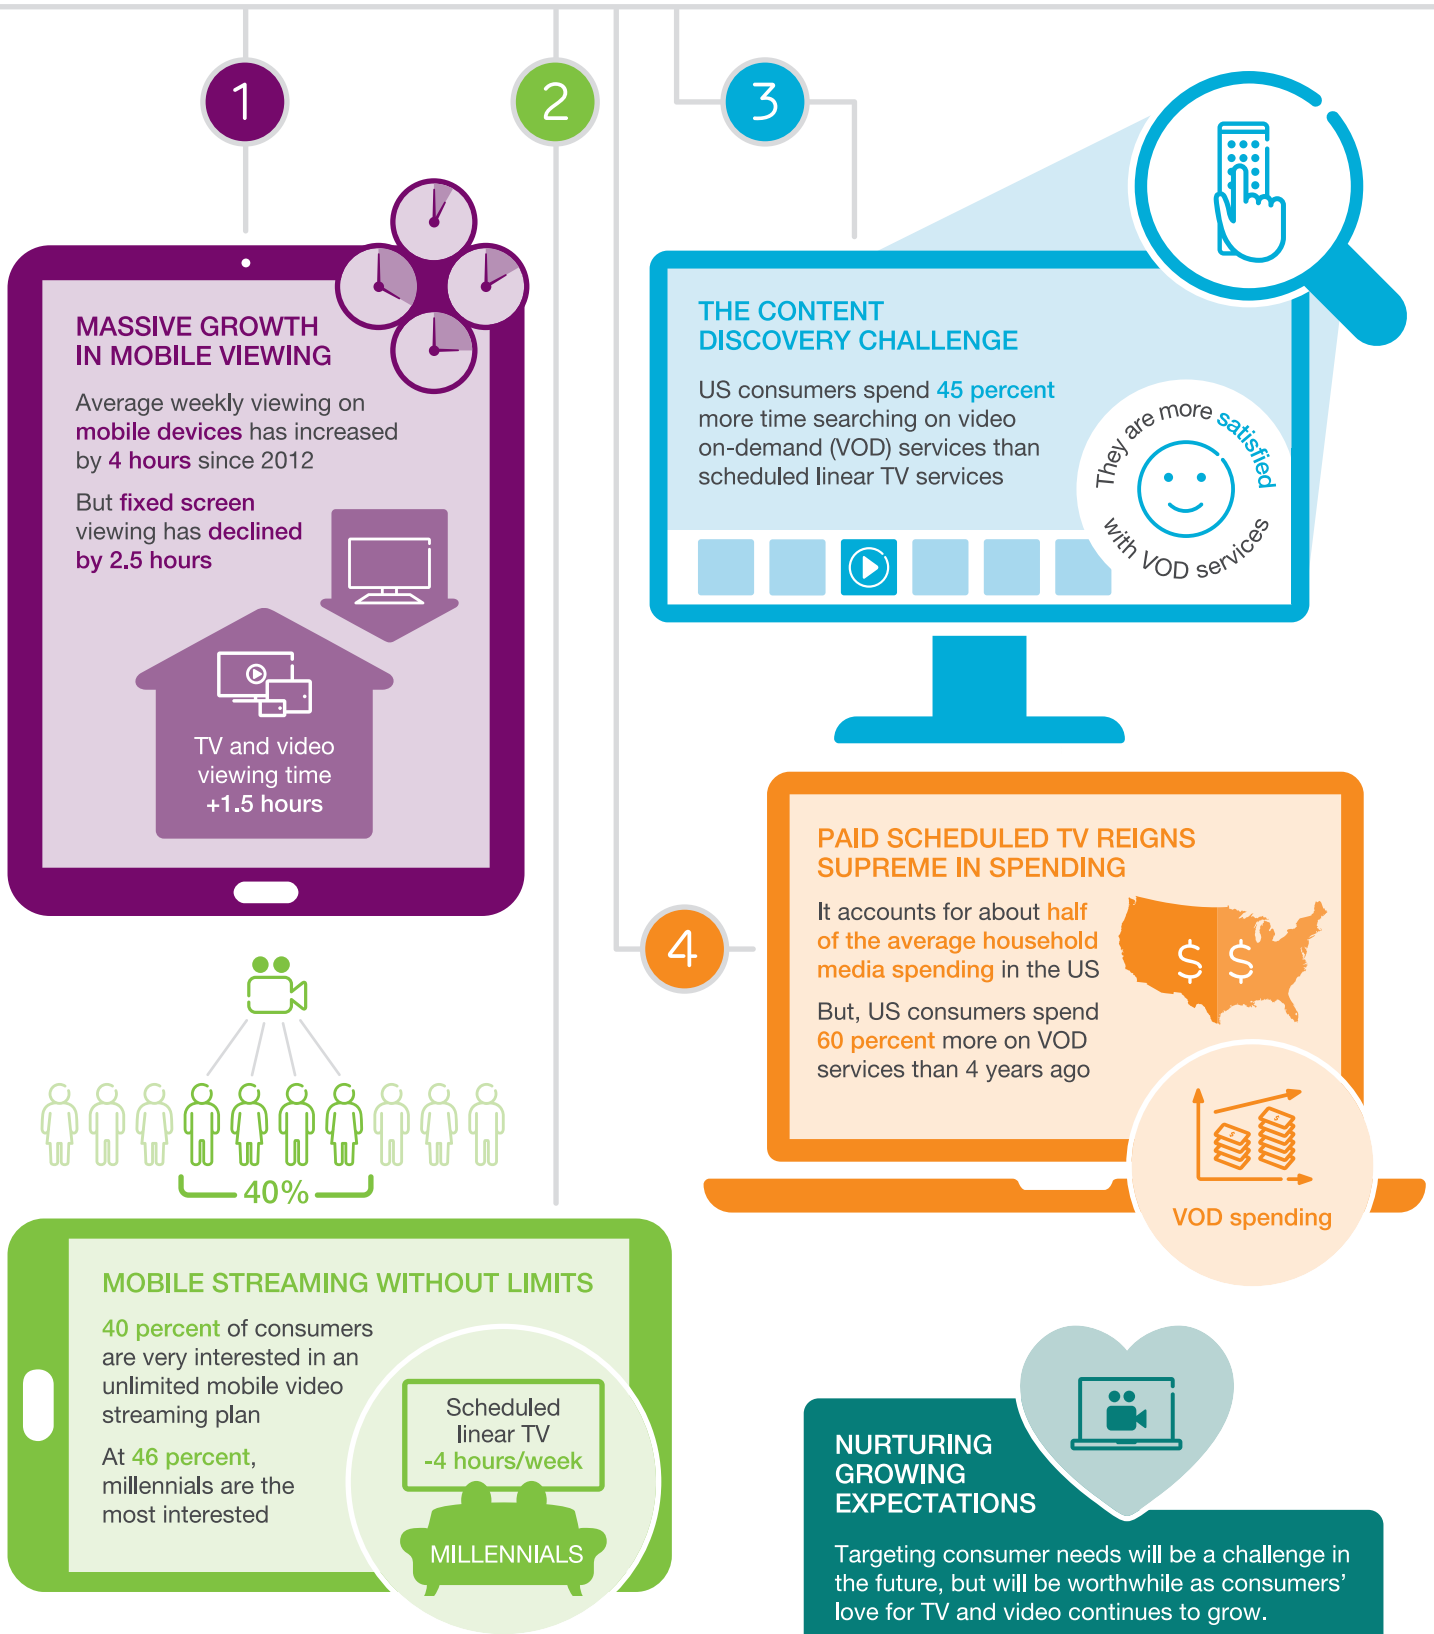 1
MASSIVE GROWTH
IN MOBILE VIEWING
Average weekly viewing on
mobile devices has increased
by 4 hours since 2012
But fixed screen
viewing has declined
by 2.5 hours
TV and video
viewing time
+1.5 hours
2
40%
MOBILE STREAMING WITHOUT LIMITS
40 percent of consumers
are very interested in an
unlimited mobile video
streaming plan
At 46 percent,
millennials are the
most interested
Scheduled
linear TV
-4 hours/week
MILLENNIALS
3
THE CONTENT
DISCOVERY CHALLENGE
US consumers spend 45 percent
more time searching on video
on-demand (VOD) services than
scheduled linear TV services
They are more satisfied
with VOD services
4
PAID SCHEDULED TV REIGNS
SUPREME IN SPENDING
It accounts for about half
of the average household
media spending in the US
But, US consumers spend
60 percent more on VOD
services than 4 years ago
$ $
VOD spending
NURTURING
GROWING
EXPECTATIONS
Targeting consumer needs will be a challenge in
the future, but will be worthwhile as consumers’
love for TV and video continues to grow.